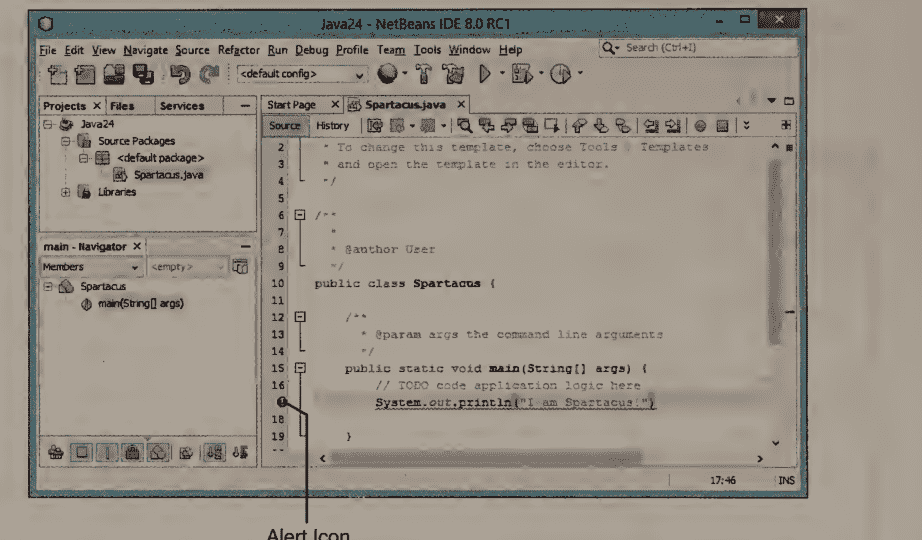 Java24 - NetBeans IDE 8.0 RC1
File Edit View Navigate Source Refactor Run Debug Profile Team Tools Window Help
Search (Ctrl+I)
<default config>
Projects Files Services
Start Page Spartacus.java
Source History
Java24
Source Packages
<default package>
Spartacus.java
Libraries
main - Navigator
Members <empty>
Spartacus
main(String[] args)
2 * To change this template, choose Tools | Templates
3 * and open the template in the editor.
4 */
5
6 /**
7 *
8 * @author User
9 */
10 public class Spartacus {
11
12 /**
13 * @param args the command line arguments
14 */
15 public static void main(String[] args) {
16 // TODO code application logic here
System.out.println("I am Spartacus!")
18
19 }
17:46 INS
Alert Icon